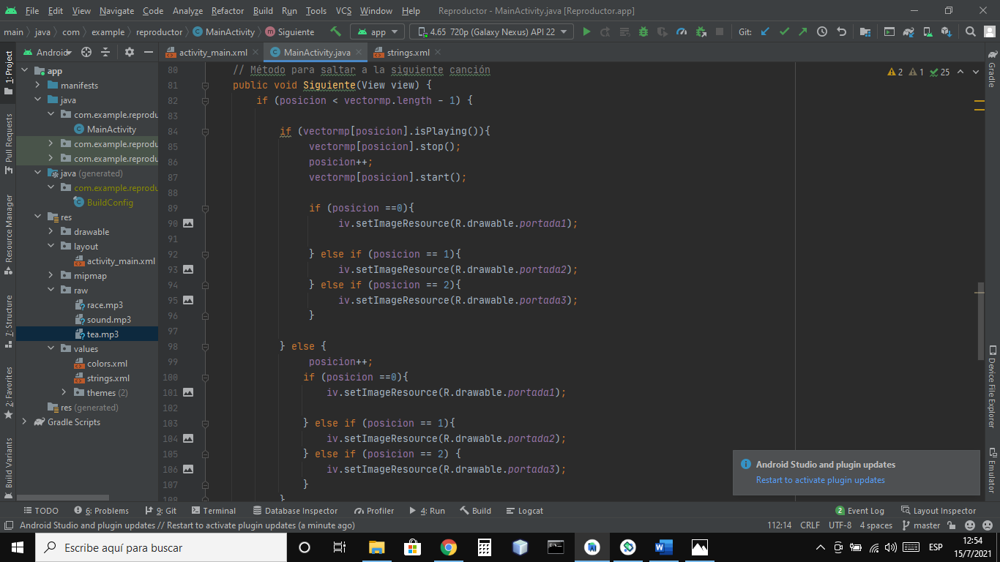 File Edit View Navigate Code Analyze Refactor Build Run Tools VCS Window Help Reproductor - MainActivity.java [Reproductor.app]
main java com example reproductor MainActivity Siguiente app 4.65 720p (Galaxy Nexus) API 22 Git:
Android activity_main.xml MainActivity.java strings.xml
1: Project
Pull Requests
Resource Manager
7: Structure
2: Favorites
Build Variants
app
manifests
java
com.example.reprodu
MainActivity
com.example.reprodu
com.example.reprodu
java (generated)
com.example.reprodu
BuildConfig
res
drawable
layout
activity_main.xml
mipmap
raw
race.mp3
sound.mp3
tea.mp3
values
colors.xml
strings.xml
themes (2)
res (generated)
Gradle Scripts
2 1 25
80 // Método para saltar a la siguiente canción
81 public void Siguiente(View view) {
82 if (posicion < vectormp.length - 1) {
83
84 if (vectormp[posicion].isPlaying()){
85 vectormp[posicion].stop();
86 posicion++;
87 vectormp[posicion].start();
88
89 if (posicion ==0){
90 iv.setImageResource(R.drawable.portada1);
91
92 } else if (posicion == 1){
93 iv.setImageResource(R.drawable.portada2);
94 } else if (posicion == 2){
95 iv.setImageResource(R.drawable.portada3);
96 }
97
98 } else {
99 posicion++;
100 if (posicion ==0){
101 iv.setImageResource(R.drawable.portada1);
102
103 } else if (posicion == 1){
104 iv.setImageResource(R.drawable.portada2);
105 } else if (posicion == 2) {
106 iv.setImageResource(R.drawable.portada3);
107 }
108 }
Gradle
Device File Explorer
Emulator
Android Studio and plugin updates
Restart to activate plugin updates
TODO 6: Problems 9: Git Terminal Database Inspector Profiler 4: Run Build Logcat 2 Event Log Layout Inspector
Android Studio and plugin updates // Restart to activate plugin updates (a minute ago) 112:14 CRLF UTF-8 4 spaces master
Escribe aquí para buscar
ESP
12:54
15/7/2021